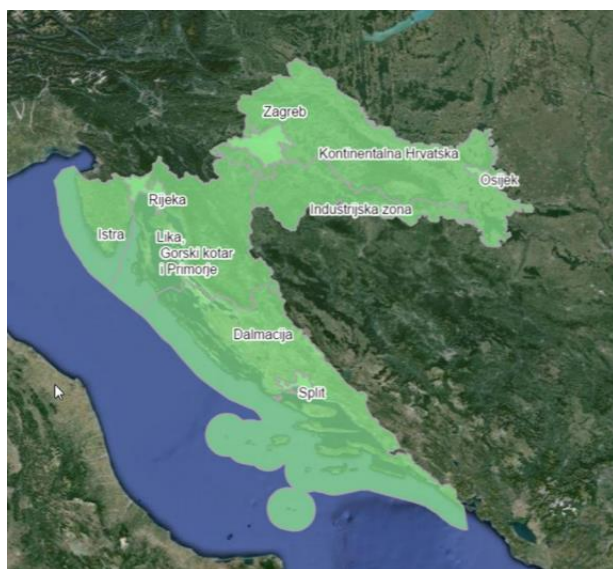 Zagreb
Kontinentalna Hrvatska
Osijek
Rijeka
Industrijska zona
Istra
Lika,
Gorski kotar
i Primorje
Dalmacija
Split